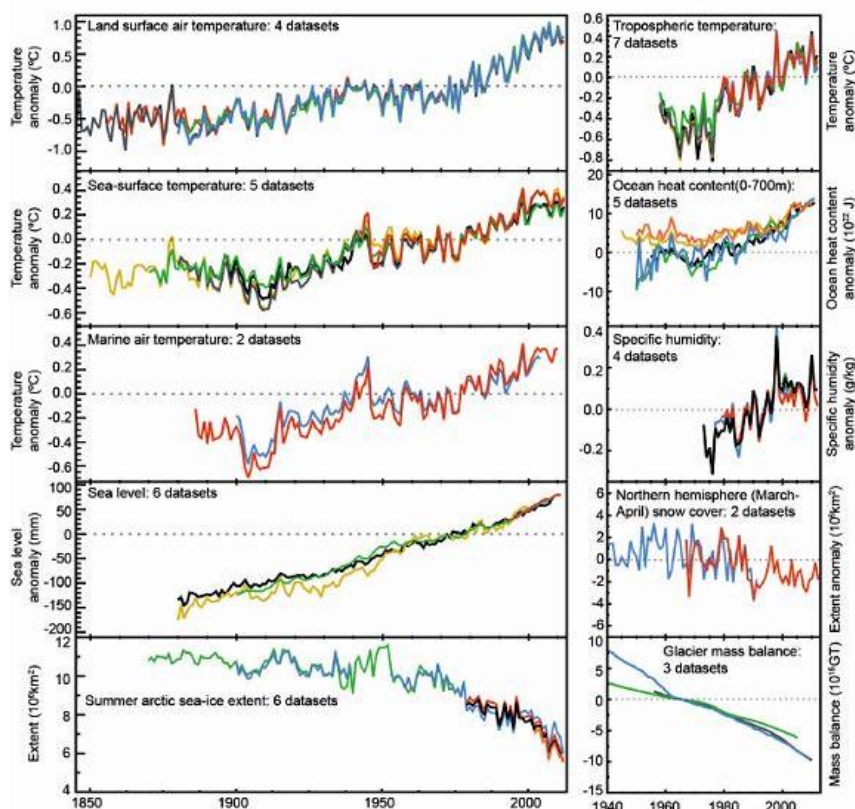 Land surface air temperature: 4 datasets
1.0
0.5
0.0
-0.5
-1.0
Temperature
anomaly (ºC)
Sea-surface temperature: 5 datasets
0.4
0.2
0.0
-0.2
-0.4
-0.6
Temperature
anomaly (ºC)
Marine air temperature: 2 datasets
0.4
0.2
0.0
-0.2
-0.4
-0.6
Temperature
anomaly (ºC)
Sea level: 6 datasets
100
50
0
-50
-100
-150
-200
Sea level
anomaly (mm)
Summer arctic sea-ice extent: 6 datasets
12
10
8
6
4
Extent (10⁶km²)
1850
1900
1950
2000
Tropospheric temperature:
7 datasets
0.6
0.4
0.2
0.0
-0.2
-0.4
-0.6
-0.8
Temperature
anomaly (ºC)
Ocean heat content(0-700m):
5 datasets
20
10
0
-10
Ocean heat content
anomaly (10²² J)
Specific humidity:
4 datasets
0.4
0.2
0.0
-0.2
Specific humidity
anomaly (g/kg)
Northern hemisphere (March-
April) snow cover: 2 datasets
6
4
2
0
-2
-4
-6
Extent anomaly (10⁶km²)
Glacier mass balance:
3 datasets
10
5
0
-5
-10
-15
Mass balance
1940
1960
1980
2000